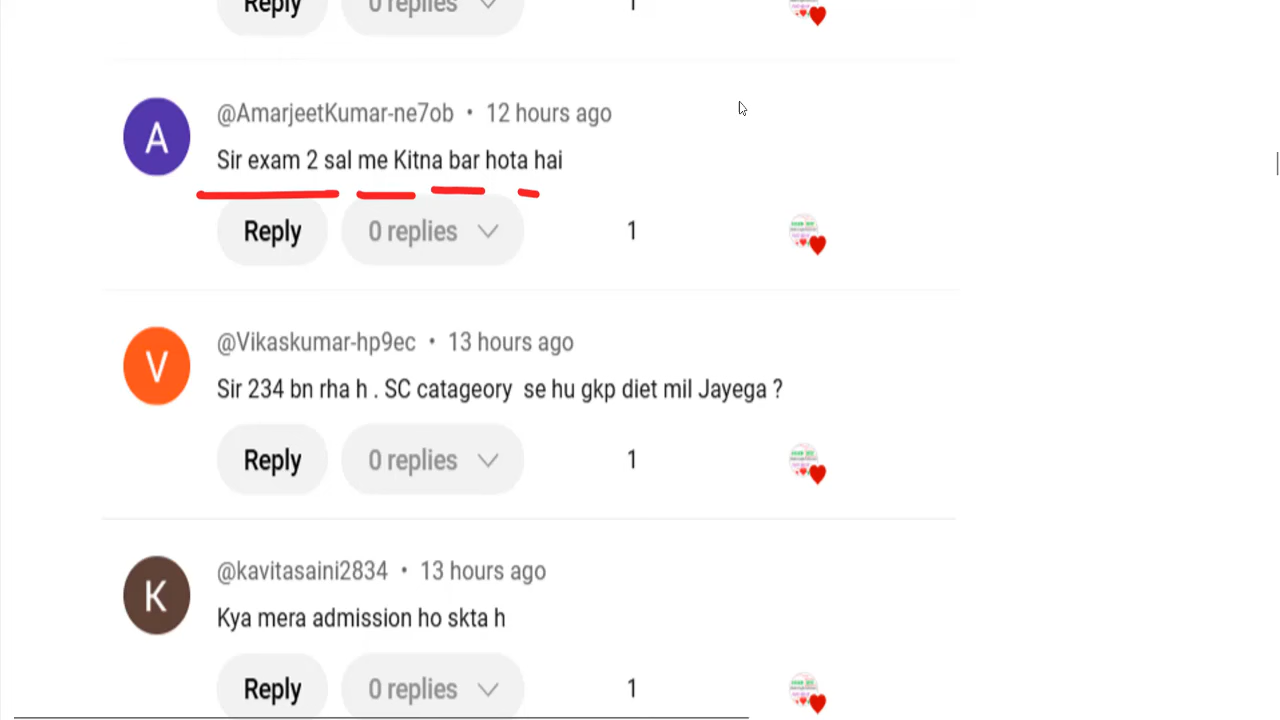 Reply 0 replies 1
@AmarjeetKumar-ne7ob • 12 hours ago
Sir exam 2 sal me Kitna bar hota hai
Reply 0 replies 1
@Vikaskumar-hp9ec • 13 hours ago
Sir 234 bn rha h . SC catageory se hu gkp diet mil Jayega ?
Reply 0 replies 1
@kavitasaini2834 • 13 hours ago
Kya mera admission ho skta h
Reply 0 replies 1